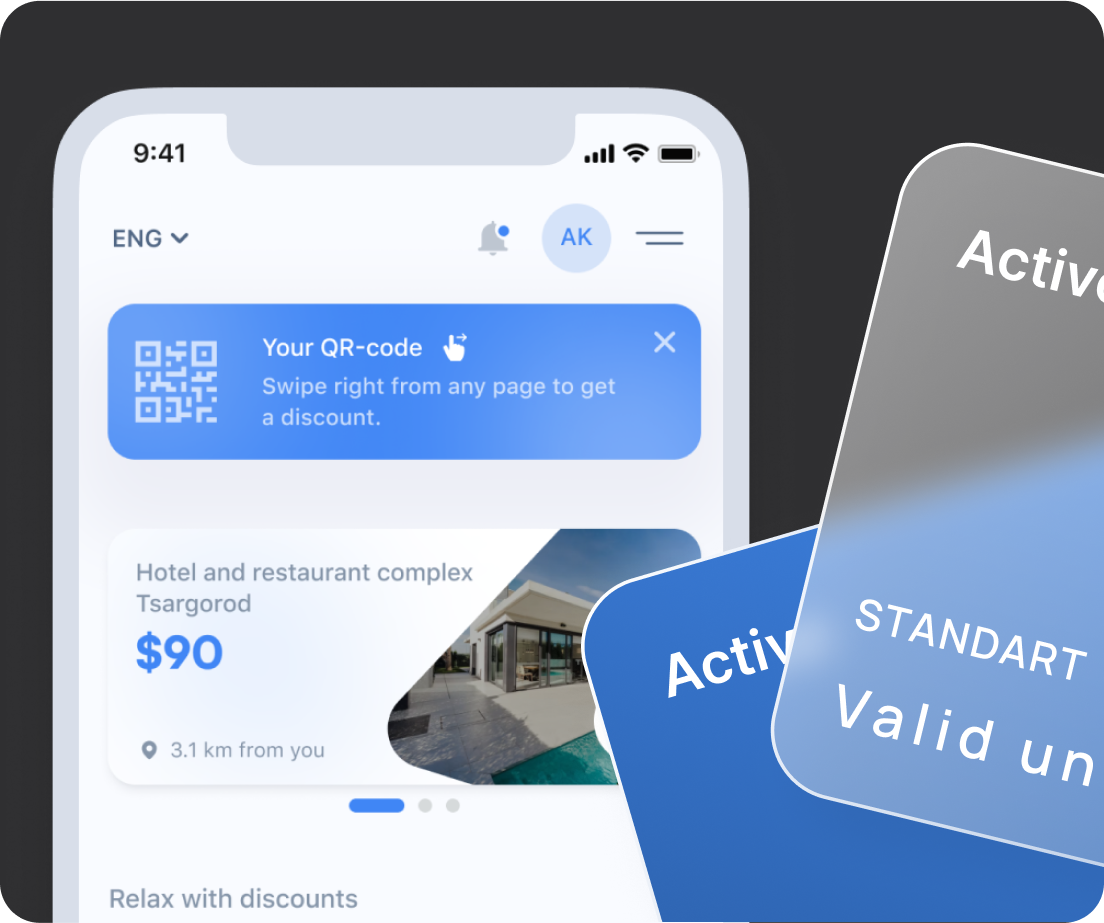 9:41
ENG
AK
Your QR-code
Swipe right from any page to get
a discount.
Hotel and restaurant complex
Tsargorod
$90
3.1 km from you
Relax with discounts
Activ
Active
STANDART
Valid un